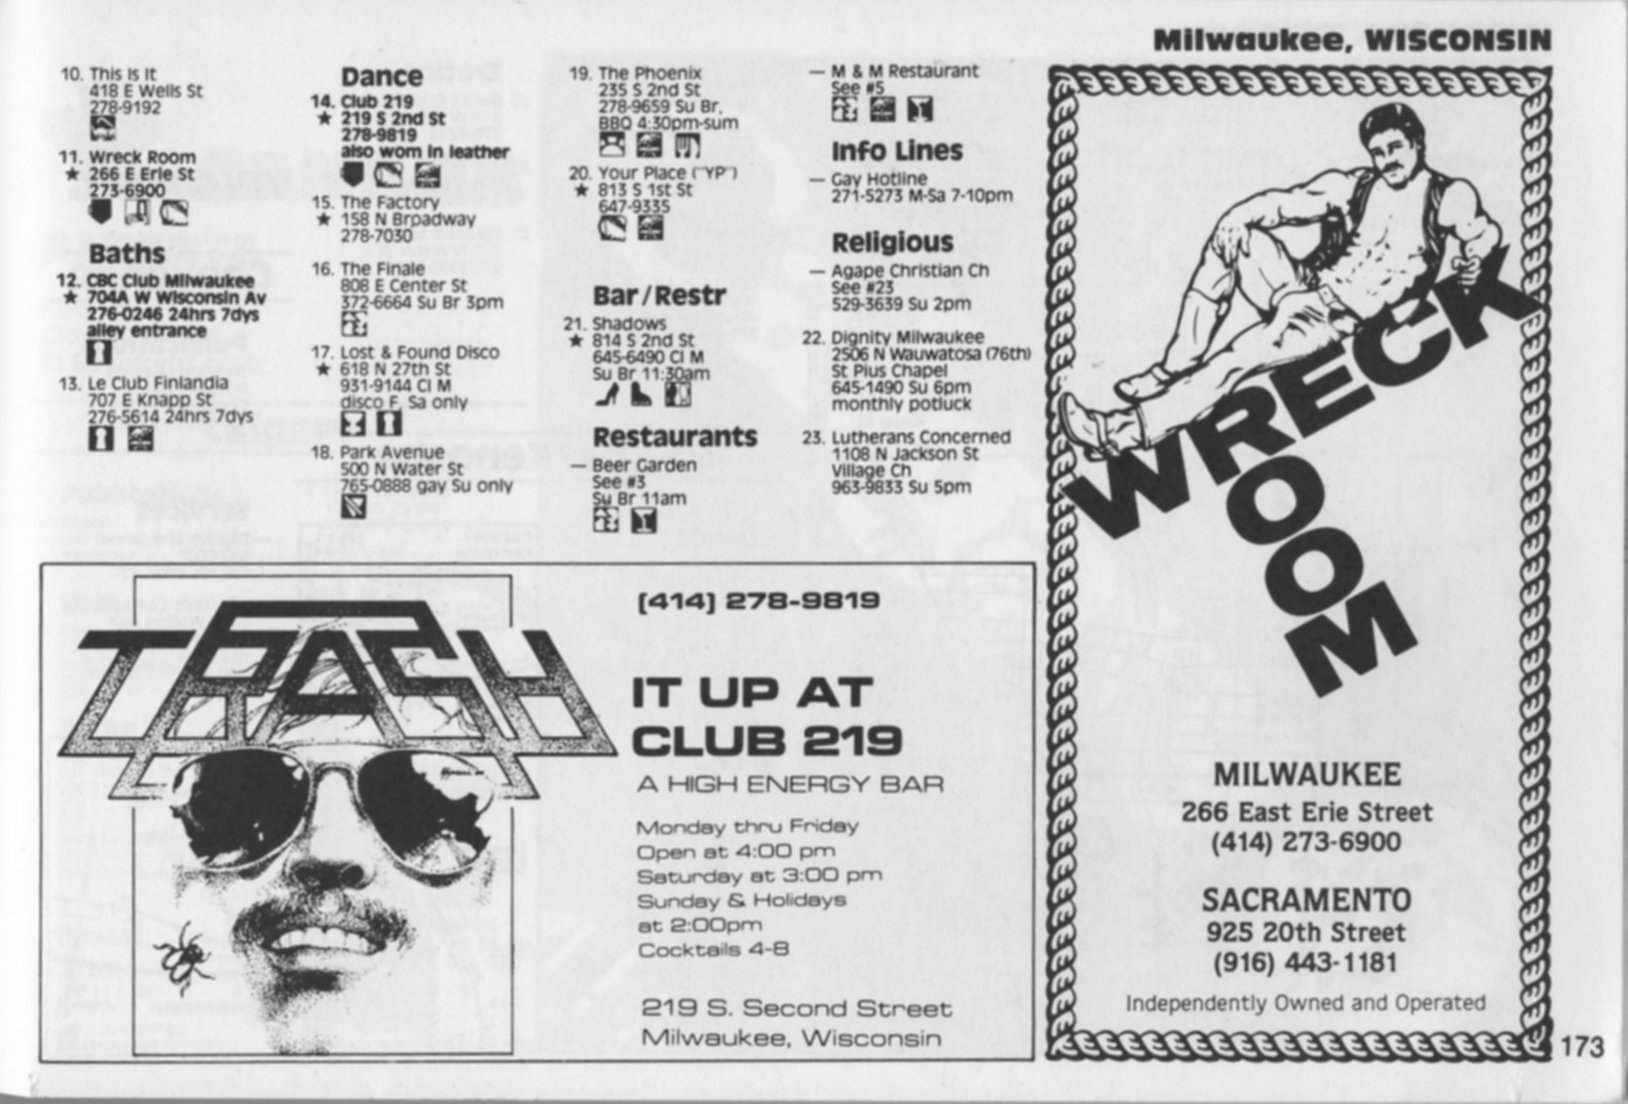 Milwaukee, WISCONSIN
10. This Is It
418 E Wells St
278-9192
11. Wreck Room
★ 266 E Erie St
273-6900
Baths
12. CBC Club Milwaukee
★ 704A W Wisconsin Av
276-0246 24hrs 7dys
alley entrance
13. Le Club Finlandia
707 E Knapp St
276-5614 24hrs 7dys
Dance
14. Club 219
★ 219 S 2nd St
278-9819
also wom in leather
15. The Factory
★ 158 N Broadway
278-7030
16. The Finale
808 E Center St
372-6664 Su Br 3pm
17. Lost & Found Disco
★ 618 N 27th St
931-9144 Cl M
disco F, Sa only
18. Park Avenue
500 N Water St
765-0888 gay Su only
19. The Phoenix
235 S 2nd St
278-9659 Su Br,
BBQ 4:30pm-sum
20. Your Place ("YP")
★ 813 S 1st St
647-9335
Bar/Restr
21. Shadows
★ 814 S 2nd St
645-6490 Cl M
Su Br 11:30am
Restaurants
— Beer Garden
See #3
Su Br 11am
— M & M Restaurant
See #5
Info Lines
— Gay Hotline
271-5273 M-Sa 7-10pm
Religious
— Agape Christian Ch
See #23
529-3639 Su 2pm
22. Dignity Milwaukee
2506 N Wauwatosa (76th)
St Pius Chapel
645-1490 Su 6pm
monthly potluck
23. Lutherans Concerned
1108 N Jackson St
Village Ch
963-9833 Su 5pm
TRASH
(414) 278-9819
IT UP AT
CLUB 219
A HIGH ENERGY BAR
Monday thru Friday
Open at 4:00 pm
Saturday at 3:00 pm
Sunday & Holidays
at 2:00pm
Cocktails 4-8
219 S. Second Street
Milwaukee, Wisconsin
WRECK
ROOM
MILWAUKEE
266 East Erie Street
(414) 273-6900
SACRAMENTO
925 20th Street
(916) 443-1181
Independently Owned and Operated
173